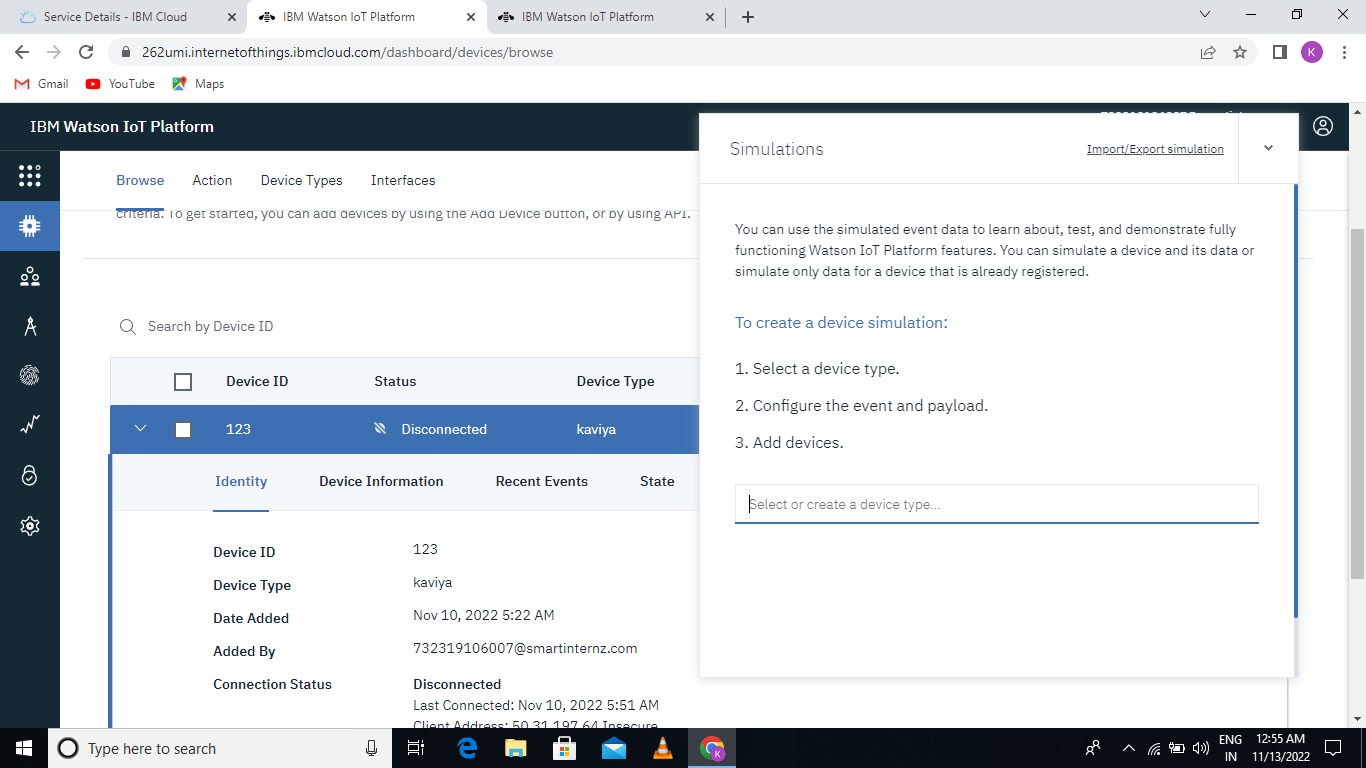 Service Details - IBM Cloud
IBM Watson IoT Platform
IBM Watson IoT Platform
262umi.internetofthings.ibmcloud.com/dashboard/devices/browse
K
Gmail
YouTube
Maps
IBM Watson IoT Platform
Browse
Action
Device Types
Interfaces
criteria. To get started, you can add devices by using the Add Device button, or by using API.
Search by Device ID
Device ID
Status
Device Type
123
Disconnected
kaviya
Identity
Device Information
Recent Events
State
Device ID
123
Device Type
kaviya
Date Added
Nov 10, 2022 5:22 AM
Added By
732319106007@smartinternz.com
Connection Status
Disconnected
Last Connected: Nov 10, 2022 5:51 AM
Client Address: 50.31.197.64 Insecure
Simulations
Import/Export simulation
You can use the simulated event data to learn about, test, and demonstrate fully
functioning Watson IoT Platform features. You can simulate a device and its data or
simulate only data for a device that is already registered.
To create a device simulation:
1. Select a device type.
2. Configure the event and payload.
3. Add devices.
Select or create a device type...
Type here to search
K
ENG
IN
12:55 AM
11/13/2022